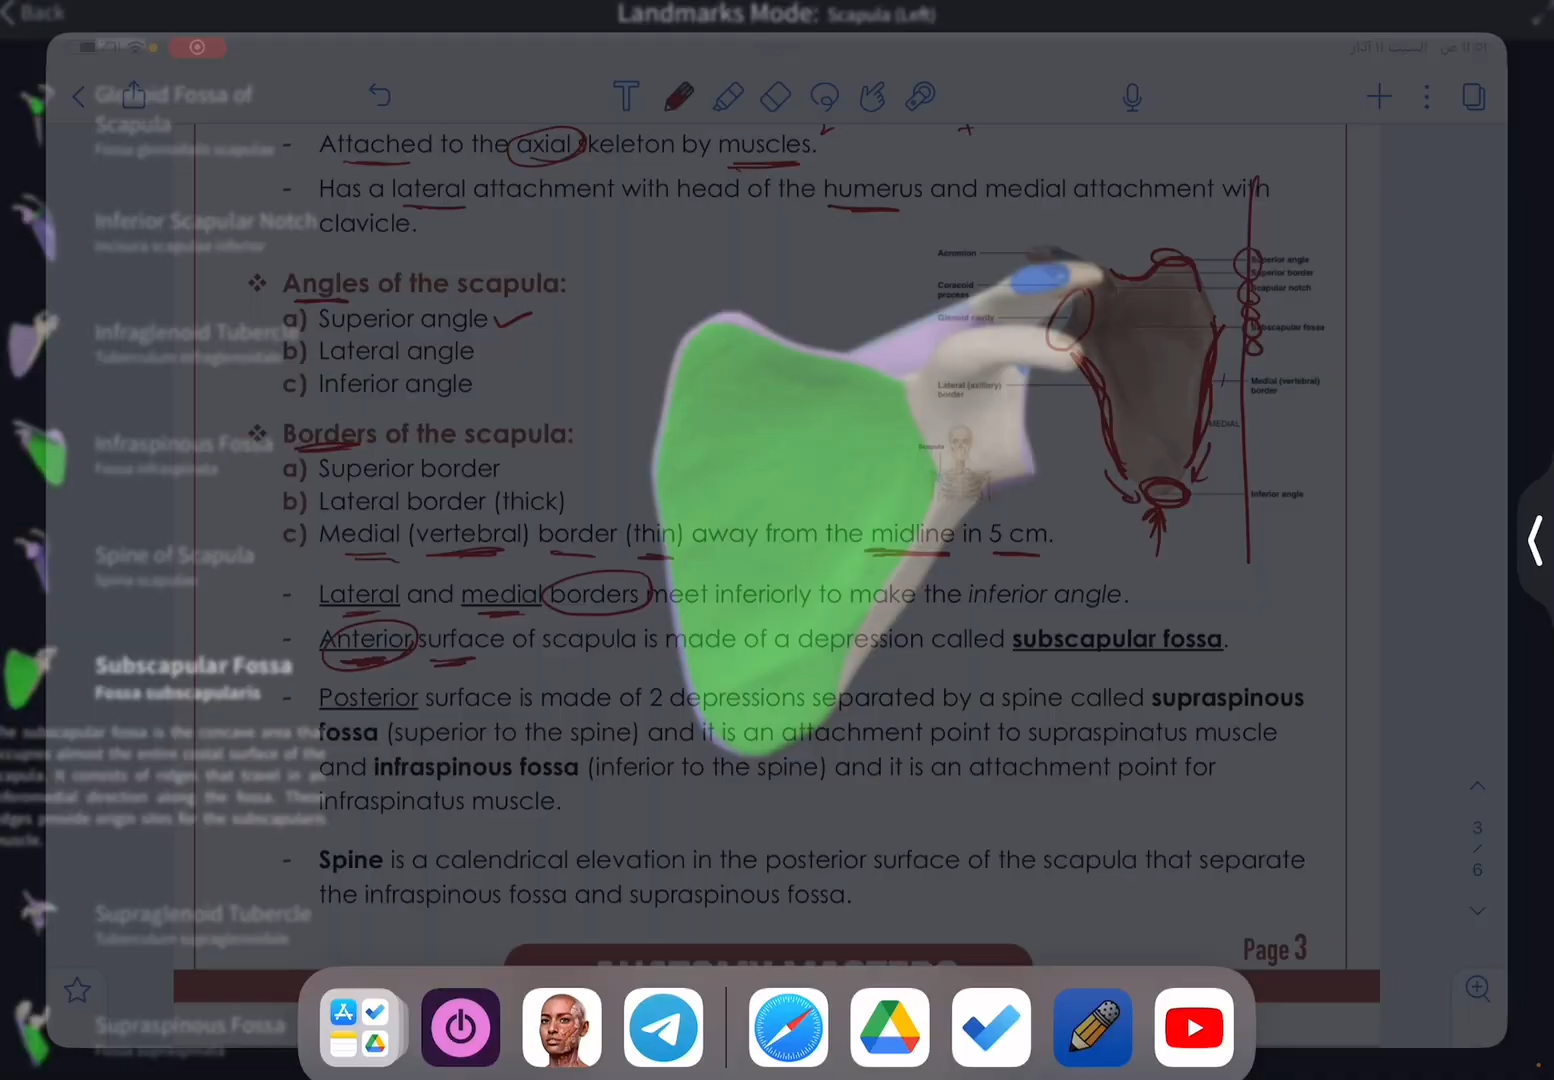 Back
Landmarks Mode: Scapula (Left)
Glenoid Fossa of
Scapula
- Attached to the axial skeleton by muscles.
- Has a lateral attachment with head of the humerus and medial attachment with
clavicle.
Inferior Scapular Notch
❖ Angles of the scapula:
a) Superior angle
b) Lateral angle
c) Inferior angle
Infraglenoid Tubercle
❖ Borders of the scapula:
a) Superior border
b) Lateral border (thick)
c) Medial (vertebral) border (thin) away from the midline in 5 cm.
Infraspinous Fossa
Fossa infraspinata
Acromion
Coracoid
process
Glenoid cavity
Lateral (axillary)
border
Scapula
Superior angle
Superior border
Scapular notch
Subscapular fossa
Medial (vertebral)
border
MEDIAL
Inferior angle
Spine of Scapula
Spina scapulae
- Lateral and medial borders meet inferiorly to make the inferior angle.
- Anterior surface of scapula is made of a depression called subscapular fossa.
Subscapular Fossa
Fossa subscapularis
- Posterior surface is made of 2 depressions separated by a spine called supraspinous
fossa (superior to the spine) and it is an attachment point to supraspinatus muscle
and infraspinous fossa (inferior to the spine) and it is an attachment point for
infraspinatus muscle.
- Spine is a calendrical elevation in the posterior surface of the scapula that separate
the infraspinous fossa and supraspinous fossa.
Supraglenoid Tubercle
Supraspinous Fossa
Page 3
3
/
6